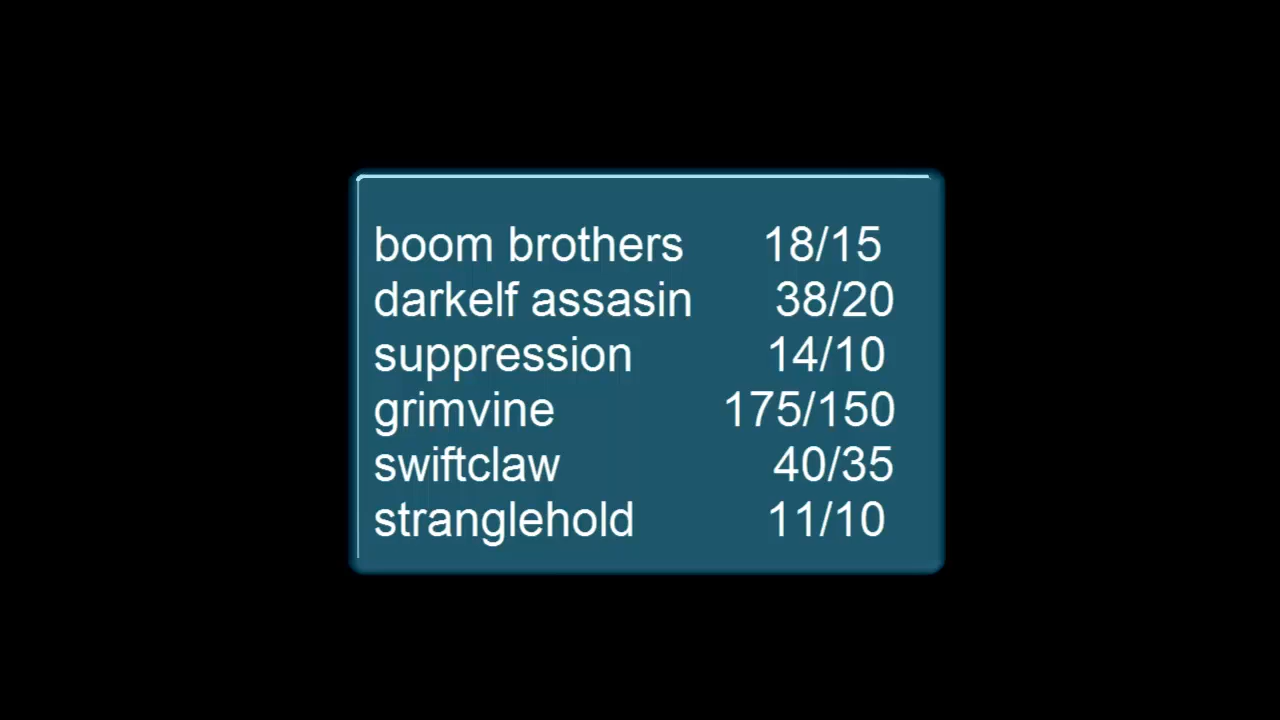 boom brothers 18/15
darkelf assasin 38/20
suppression 14/10
grimvine 175/150
swiftclaw 40/35
stranglehold 11/10